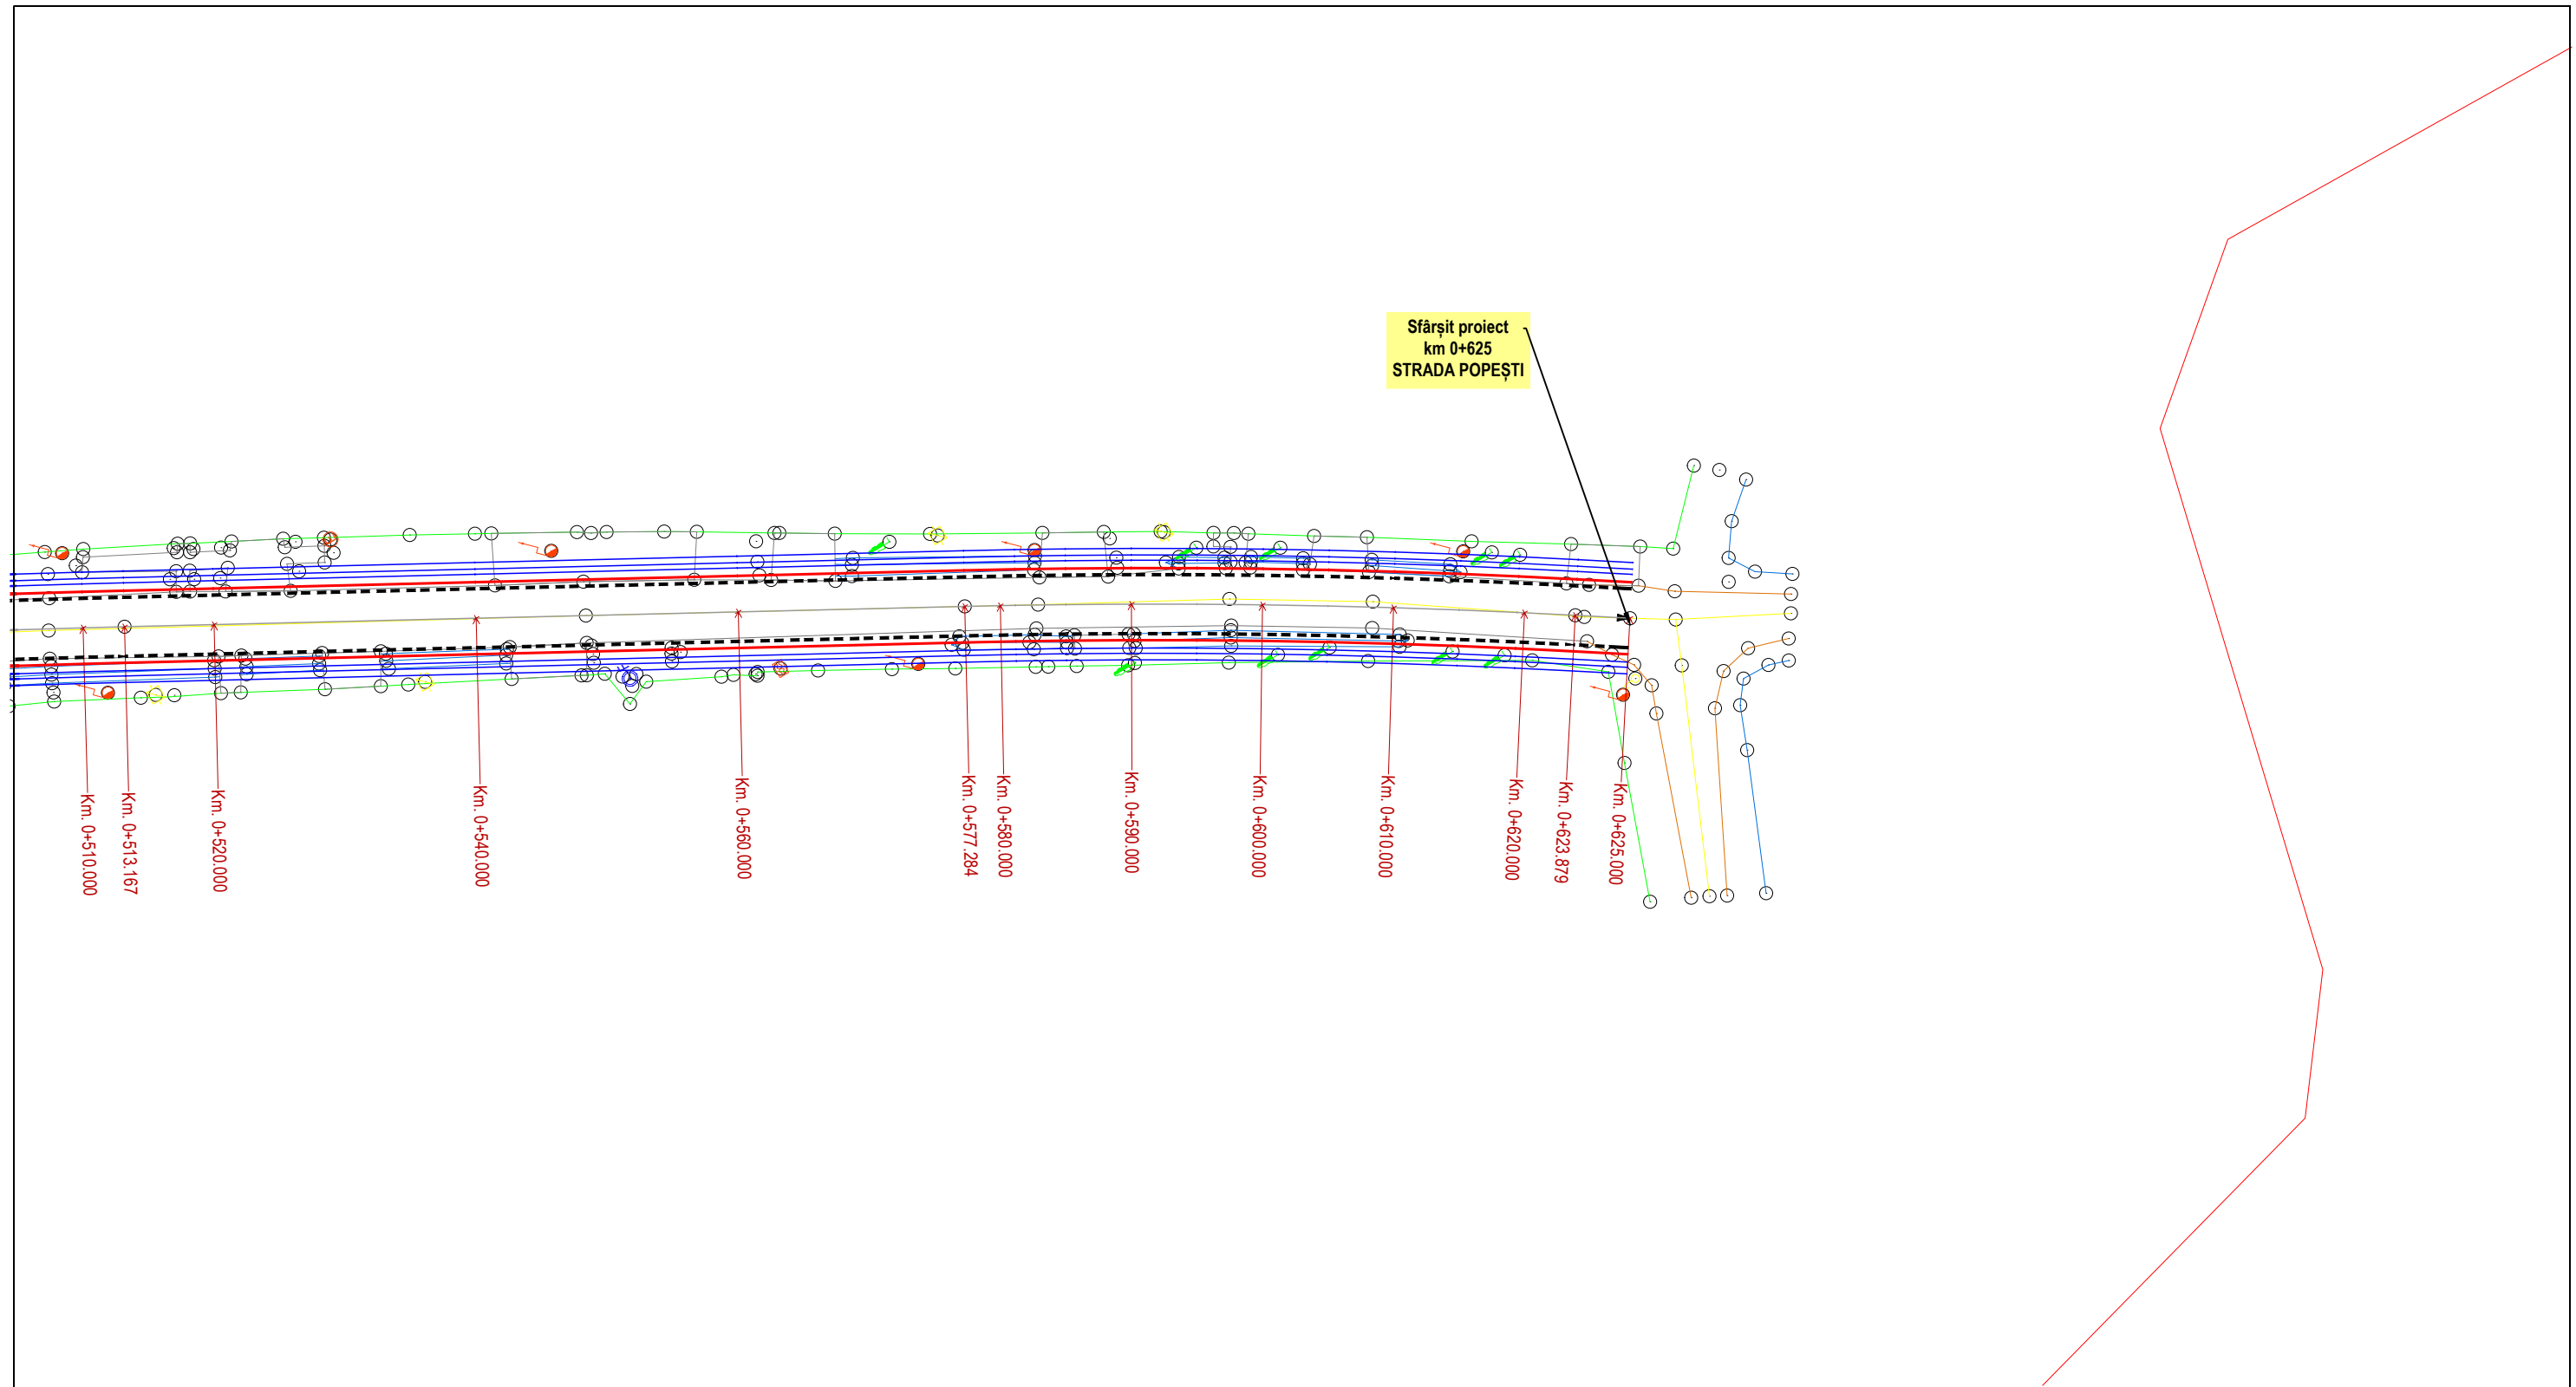 Sfârșit proiect
km 0+625
STRADA POPEȘTI
Km. 0+510.000
Km. 0+513.167
Km. 0+520.000
Km. 0+540.000
Km. 0+560.000
Km. 0+577.284
Km. 0+580.000
Km. 0+590.000
Km. 0+600.000
Km. 0+610.000
Km. 0+620.000
Km. 0+623.879
Km. 0+625.000